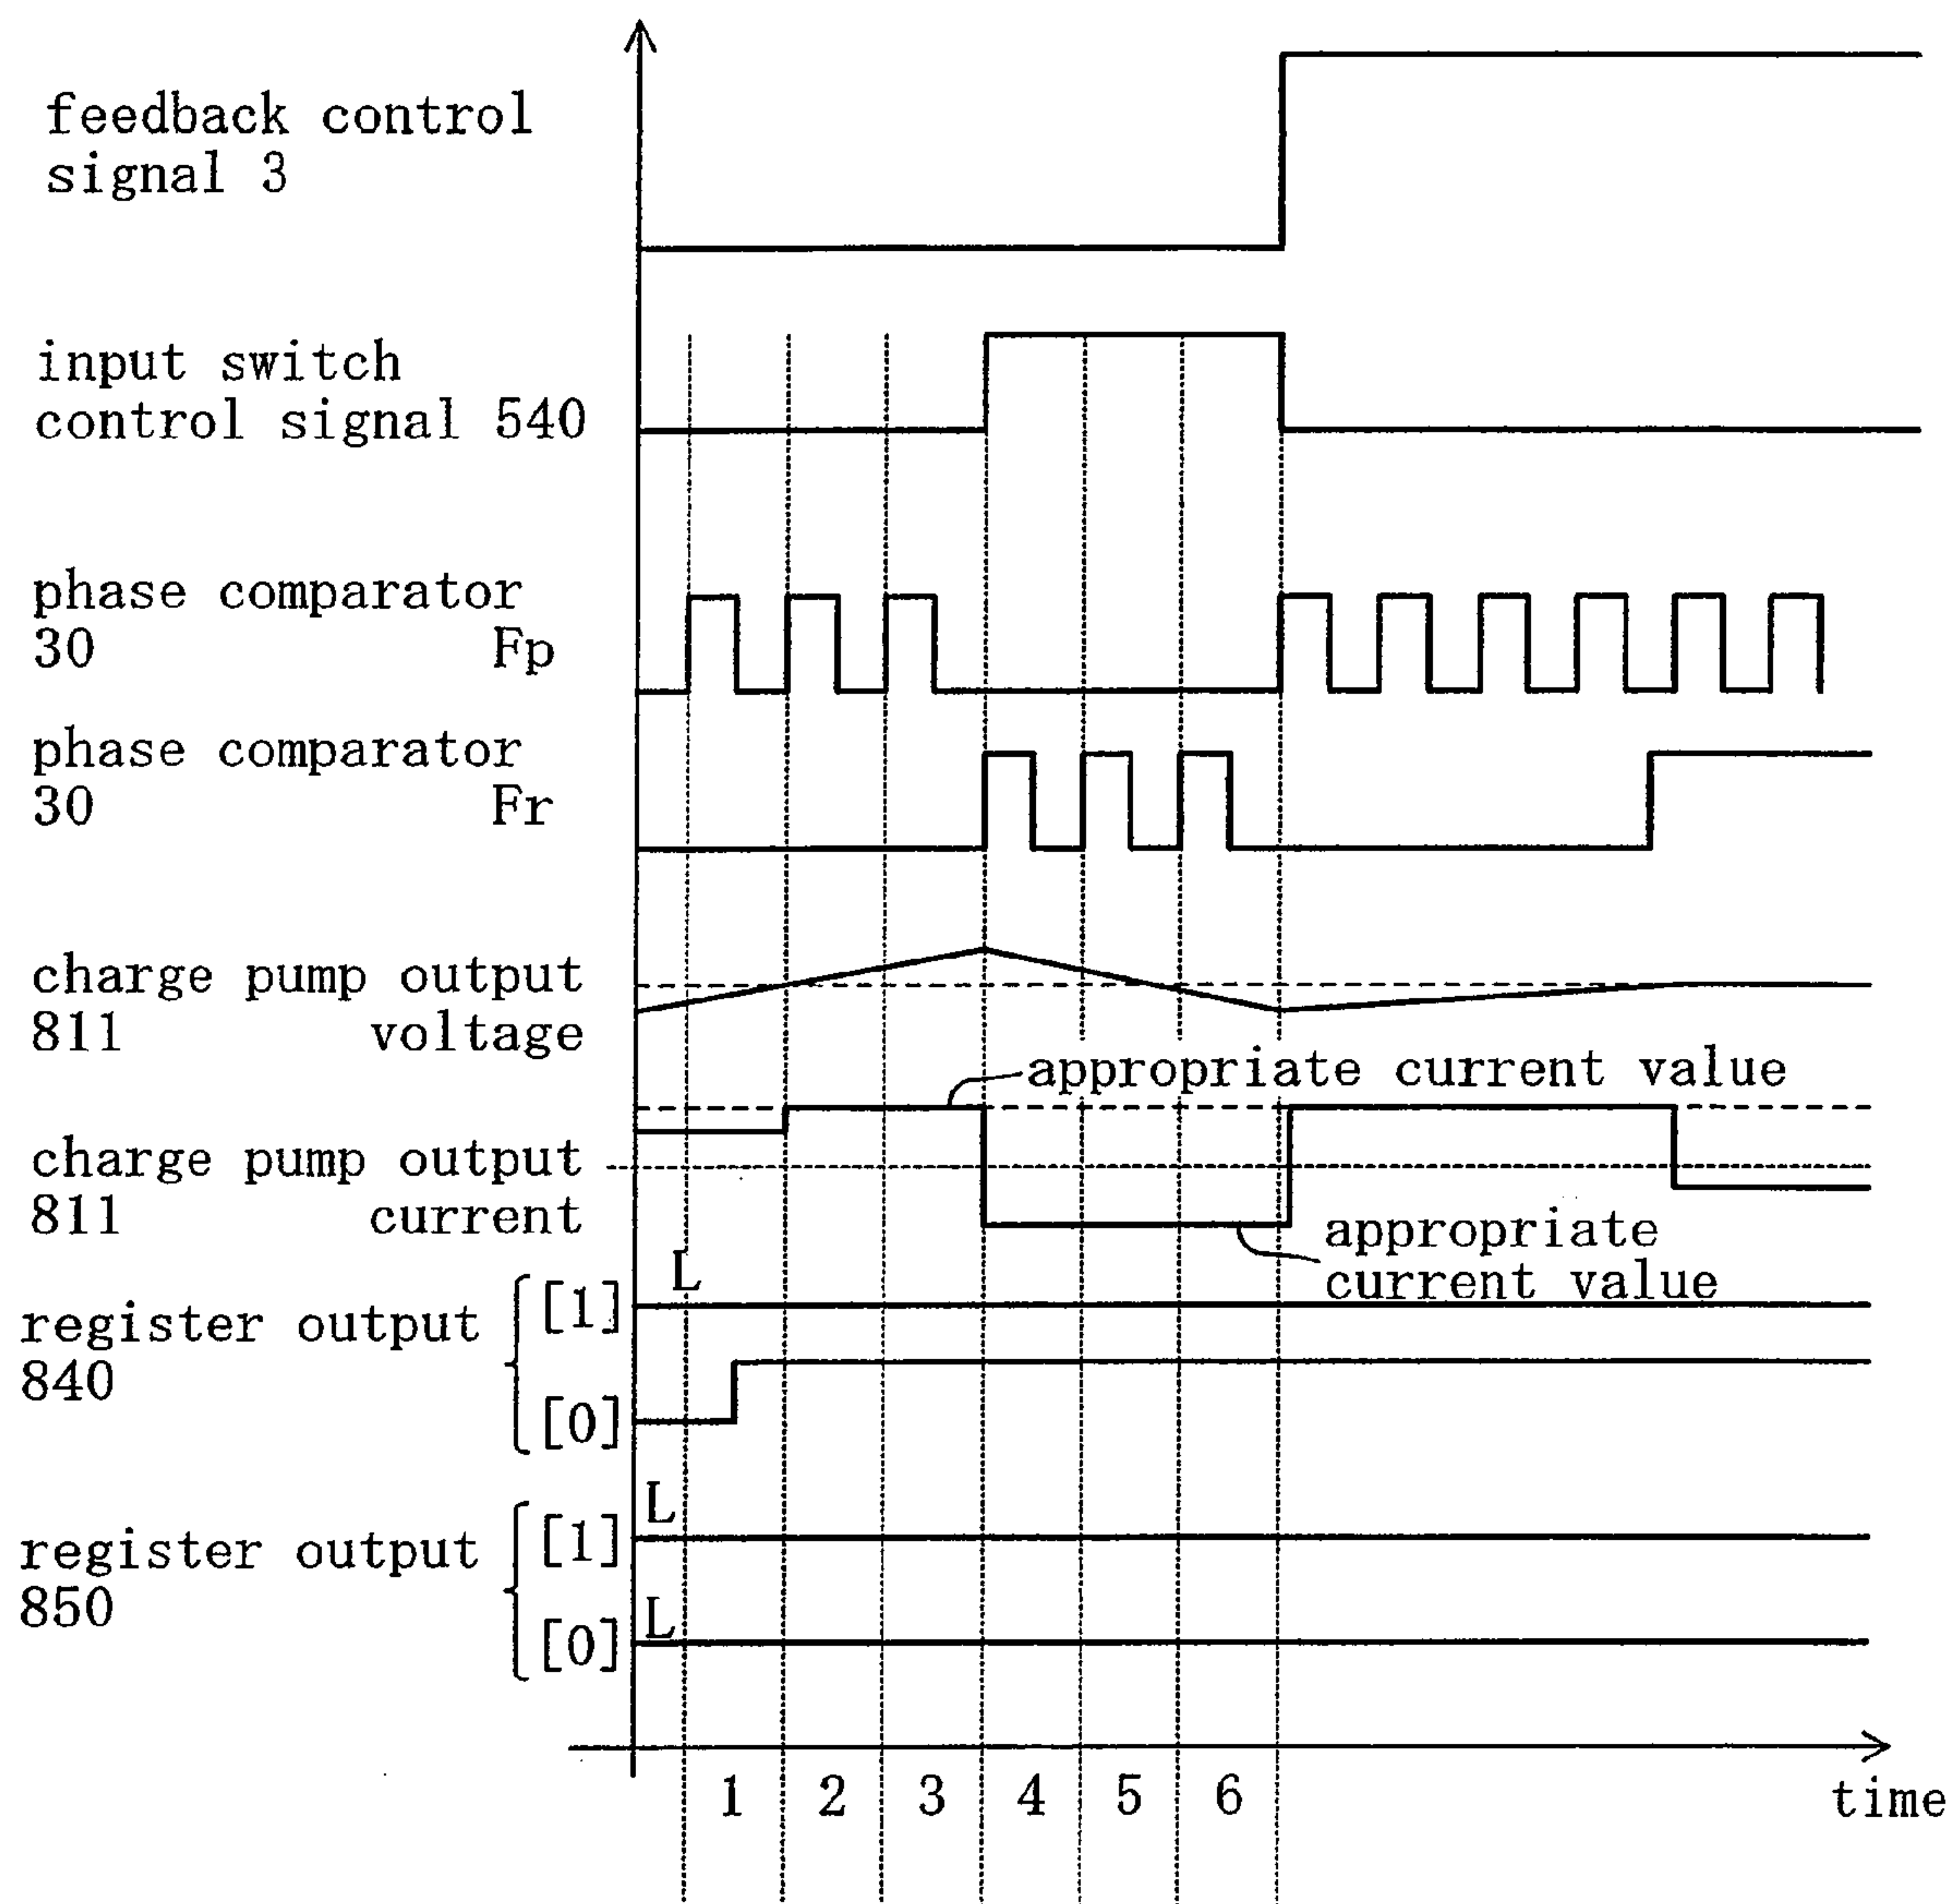 feedback control
signal 3
input switch
control signal 540
phase comparator
30 Fp
phase comparator
30 Fr
charge pump output
811 voltage
appropriate current value
charge pump output
811 current
appropriate
current value
L
register output
840
[1]
[0]
L
register output
850
[1]
L
[0]
1 2 3 4 5 6
time